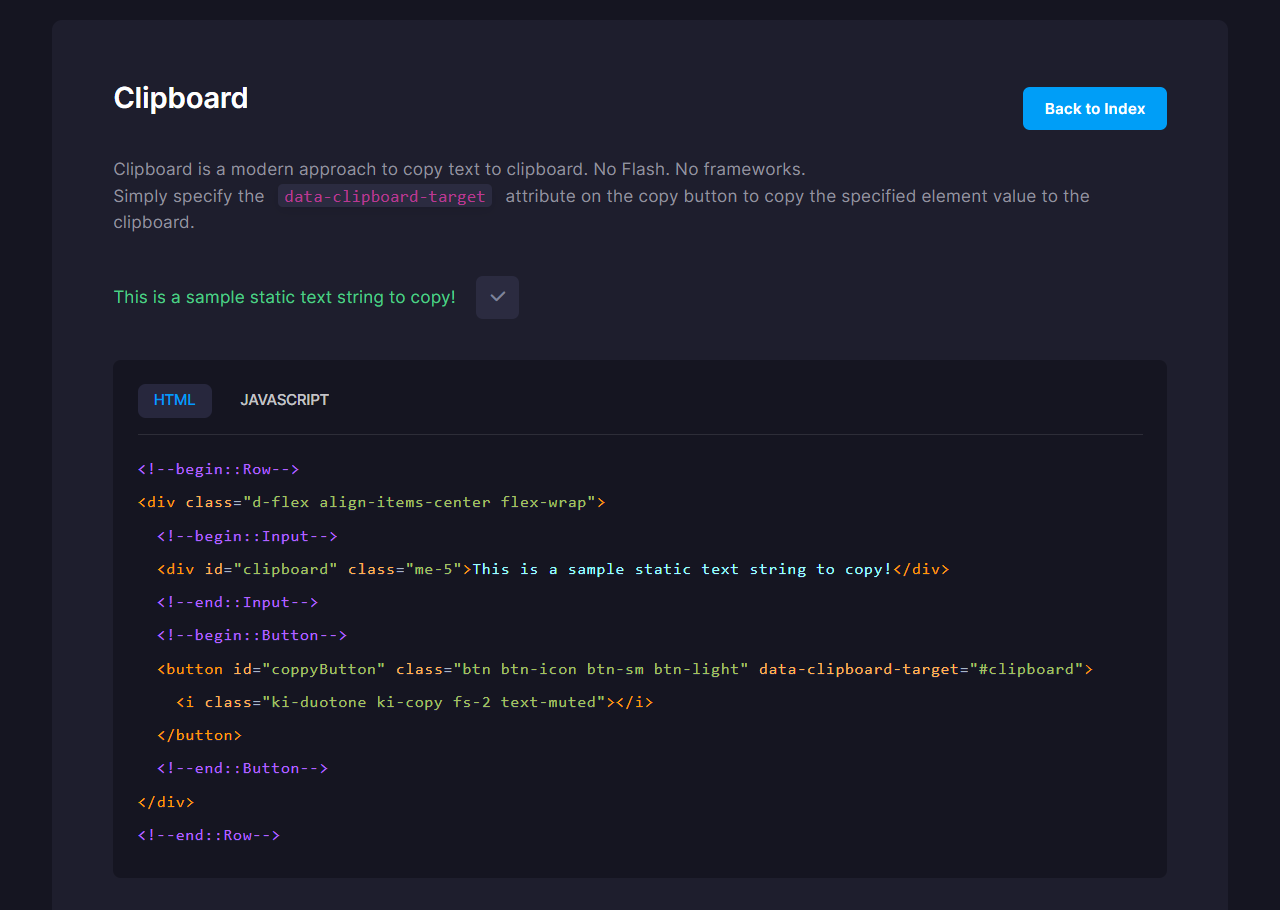 Clipboard
Back to Index
Clipboard is a modern approach to copy text to clipboard. No Flash. No frameworks.
Simply specify the data-clipboard-target attribute on the copy button to copy the specified element value to the
clipboard.
This is a sample static text string to copy!
HTML JAVASCRIPT
<!--begin::Row-->
<div class="d-flex align-items-center flex-wrap">
  <!--begin::Input-->
  <div id="clipboard" class="me-5">This is a sample static text string to copy!</div>
  <!--end::Input-->
  <!--begin::Button-->
  <button id="coppyButton" class="btn btn-icon btn-sm btn-light" data-clipboard-target="#clipboard">
    <i class="ki-duotone ki-copy fs-2 text-muted"></i>
  </button>
  <!--end::Button-->
</div>
<!--end::Row-->